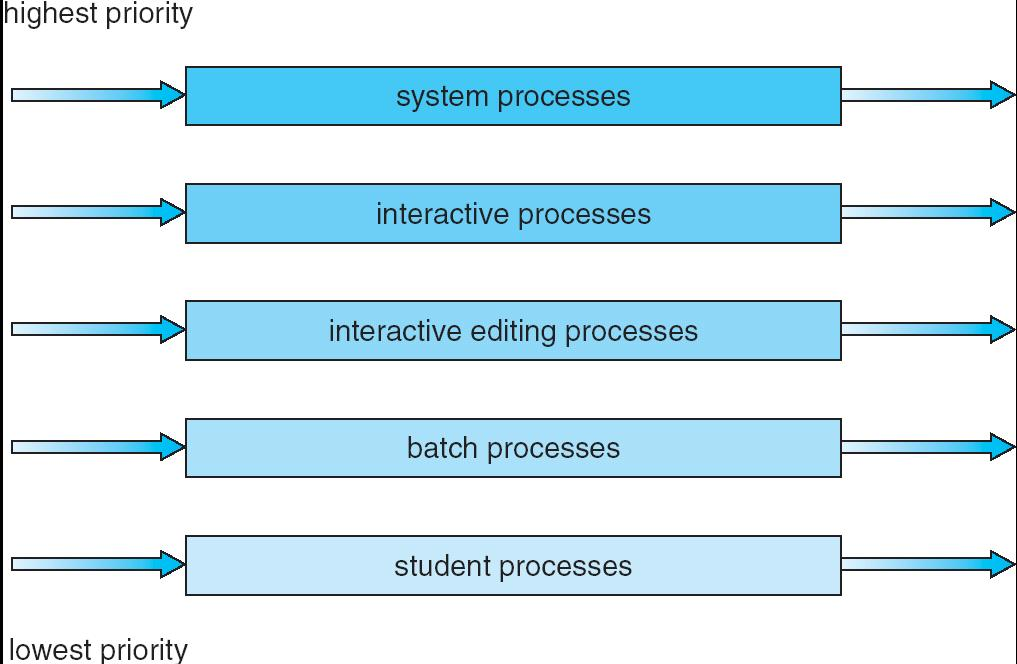 highest priority
system processes
interactive processes
interactive editing processes
batch processes
student processes
lowest priority